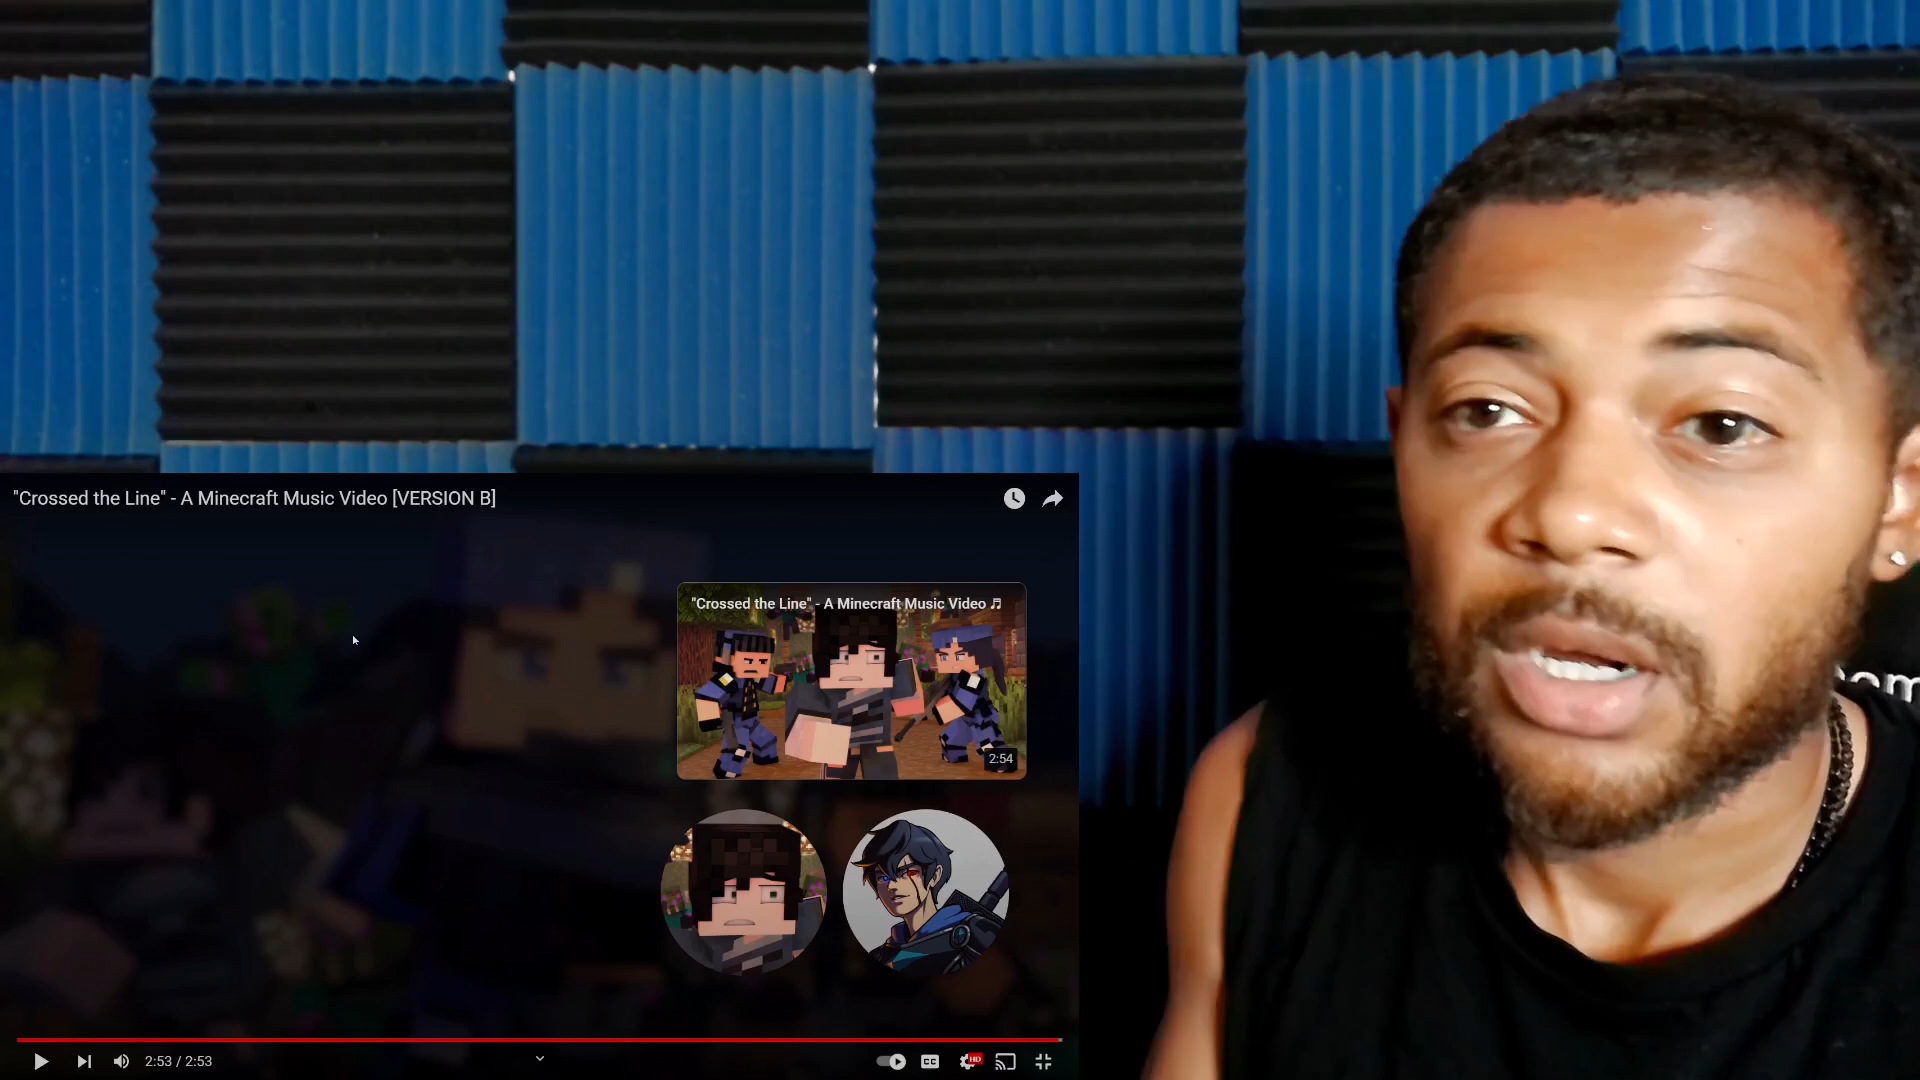 "Crossed the Line" - A Minecraft Music Video [VERSION B]
"Crossed the Line" - A Minecraft Music Video ♬
2:54
2:53 / 2:53
CC
HD